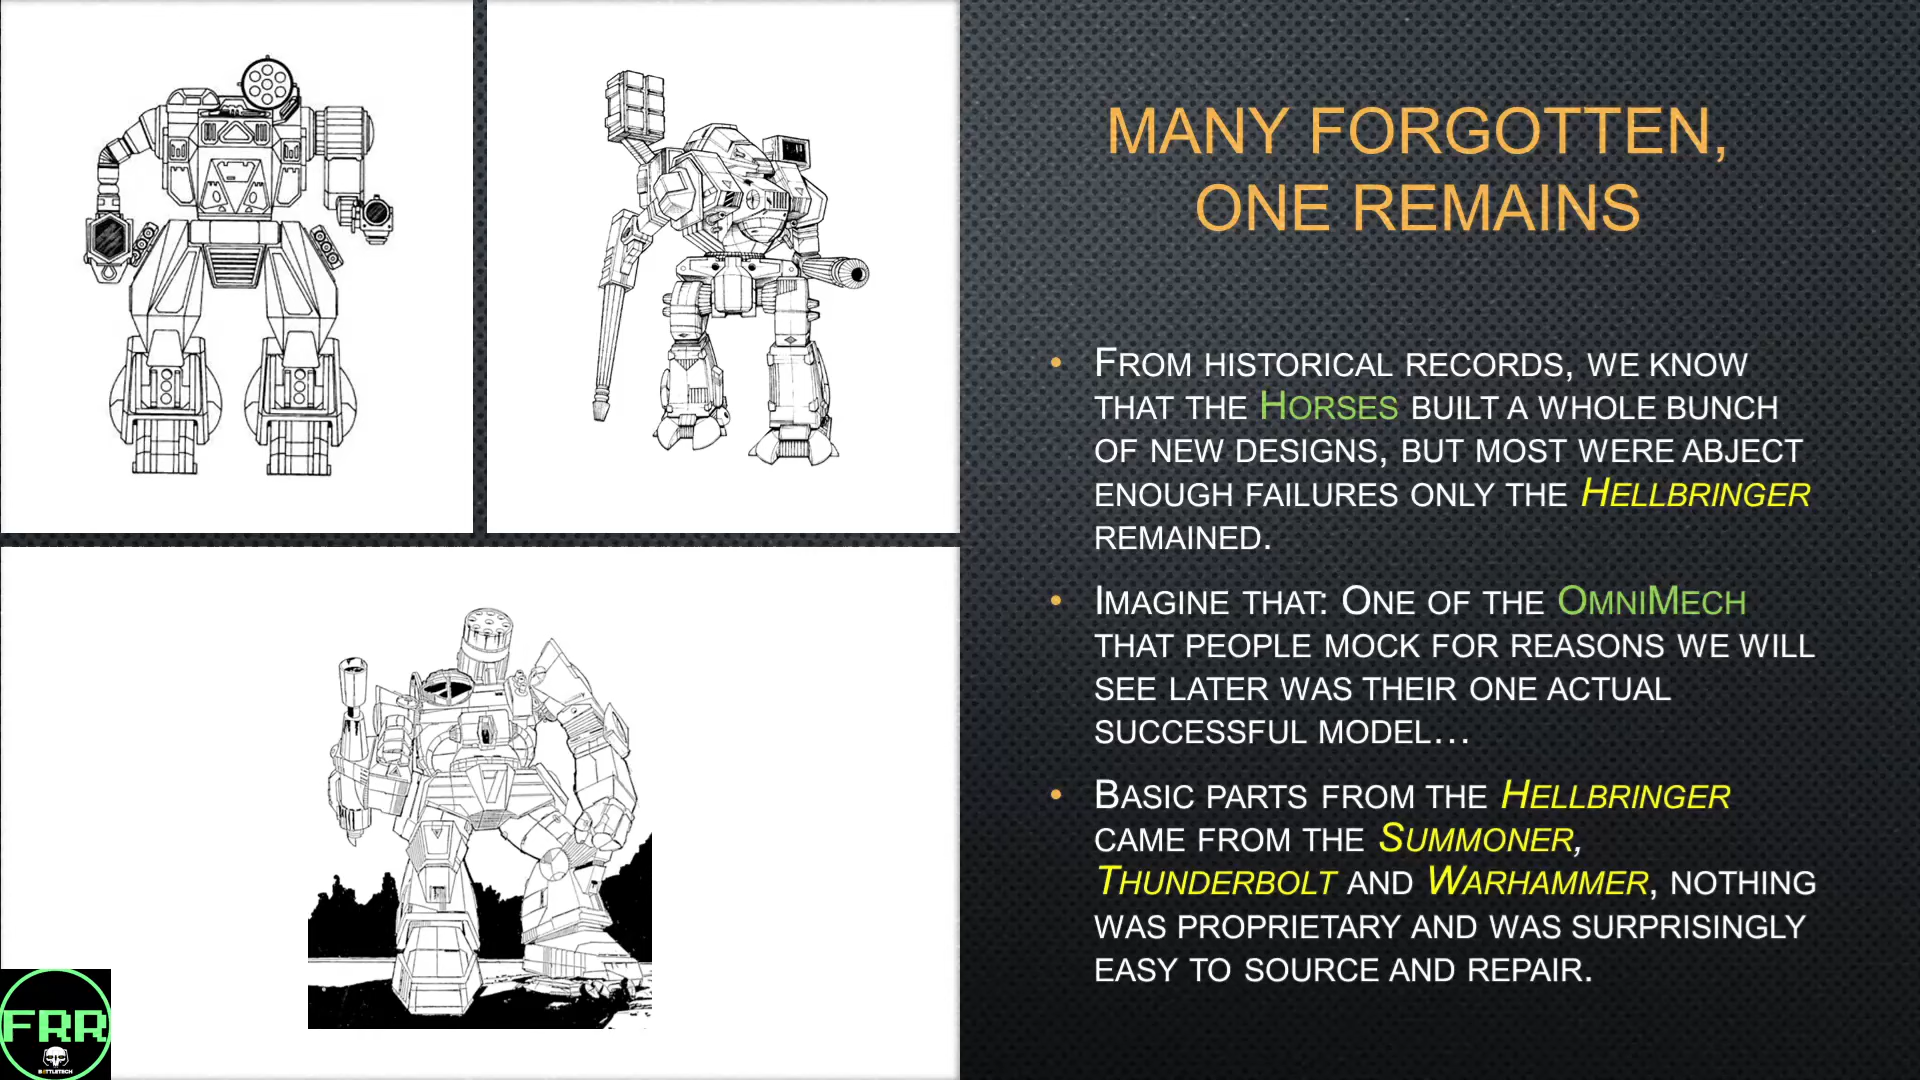 MANY FORGOTTEN,
ONE REMAINS
• FROM HISTORICAL RECORDS, WE KNOW
THAT THE HORSES BUILT A WHOLE BUNCH
OF NEW DESIGNS, BUT MOST WERE ABJECT
ENOUGH FAILURES ONLY THE HELLBRINGER
REMAINED.
• IMAGINE THAT: ONE OF THE OMNIMECH
THAT PEOPLE MOCK FOR REASONS WE WILL
SEE LATER WAS THEIR ONE ACTUAL
SUCCESSFUL MODEL…
• BASIC PARTS FROM THE HELLBRINGER
CAME FROM THE SUMMONER,
THUNDERBOLT AND WARHAMMER, NOTHING
WAS PROPRIETARY AND WAS SURPRISINGLY
EASY TO SOURCE AND REPAIR.
FRR
BATTLETECH